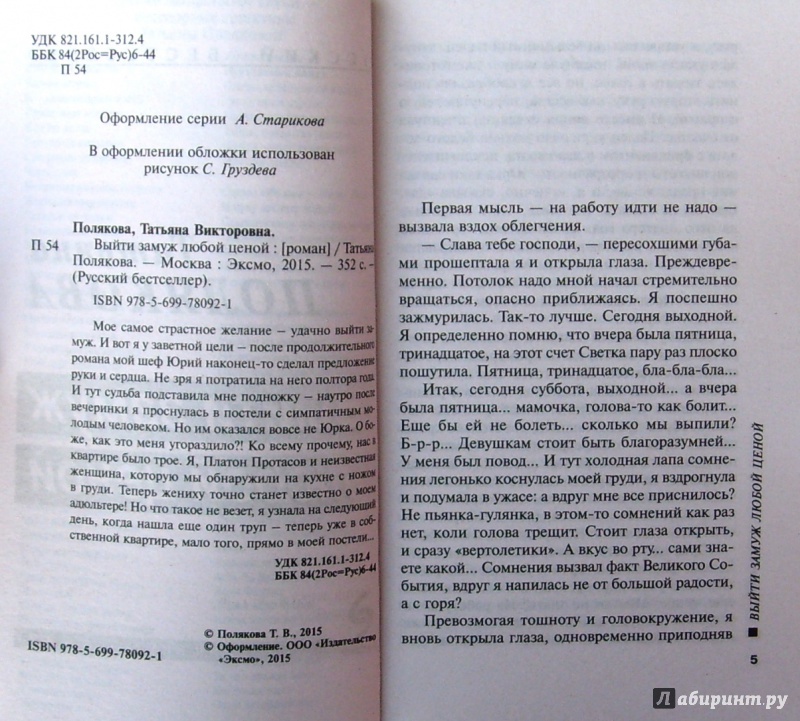 УДК 821.161.1-312.4
ББК 84(2Рос=Рус)6-44
П 54
Оформление серии А. Старикова
В оформлении обложки использован
рисунок С. Груздева
Полякова, Татьяна Викторовна.
П 54 Выйти замуж любой ценой : [роман] / Татьяна
Полякова. — Москва : Эксмо, 2015. — 352 с. –
(Русский бестселлер).
ISBN 978-5-699-78092-1
Мое самое страстное желание – удачно выйти за-
муж. И вот я у заветной цели – после продолжительного
романа мой шеф Юрий наконец-то сделал предложение
руки и сердца. Не зря я потратила на него полтора года.
И тут судьба подставила мне подножку – наутро после
вечеринки я проснулась в постели с симпатичным мо-
лодым человеком. Но им оказался вовсе не Юрка. О бо-
же, как это меня угораздило?! Ко всему прочему, нас в
квартире было трое. Я, Платон Протасов и неизвестная
женщина, которую мы обнаружили на кухне с ножом
в груди. Теперь жениху точно станет известно о моем
адюльтере! Но что такое не везет, я узнала на следующий
день, когда нашла еще один труп – теперь уже в соб-
ственной квартире, мало того, прямо в моей постели...
УДК 821.161.1-312.4
ББК 84(2Рос=Рус)6-44
© Полякова Т. В., 2015
© Оформление. ООО «Издательство
«Эксмо», 2015
ISBN 978-5-699-78092-1
Первая мысль — на работу идти не надо —
вызвала вздох облегчения.
— Слава тебе господи, — пересохшими губа-
ми прошептала я и открыла глаза. Преждевре-
менно. Потолок надо мной начал стремительно
вращаться, опасно приближаясь. Я поспешно
зажмурилась. Так-то лучше. Сегодня выходной.
Я определенно помню, что вчера была пятница,
тринадцатое, на этот счет Светка пару раз плоско
пошутила. Пятница, тринадцатое, бла-бла-бла...
Итак, сегодня суббота, выходной... а вчера
была пятница... мамочка, голова-то как болит...
Еще бы ей не болеть... сколько мы выпили?
Б-р-р... Девушкам стоит быть благоразумней...
У меня был повод... И тут холодная лапа сомне-
ния легонько коснулась моей груди, я вздрогнула
и подумала в ужасе: а вдруг мне все приснилось?
Не пьянка-гулянка, в этом-то сомнений как раз
нет, коли голова трещит. Стоит глаза открыть,
и сразу «вертолетики». А вкус во рту... сами зна-
ете какой... Сомнения вызвал факт Великого Со-
бытия, вдруг я напилась не от большой радости,
а с горя?
Превозмогая тошноту и головокружение, я
вновь открыла глаза, одновременно приподняв
■ ВЫЙТИ ЗАМУЖ ЛЮБОЙ ЦЕНОЙ
5
Лабиринт.ру